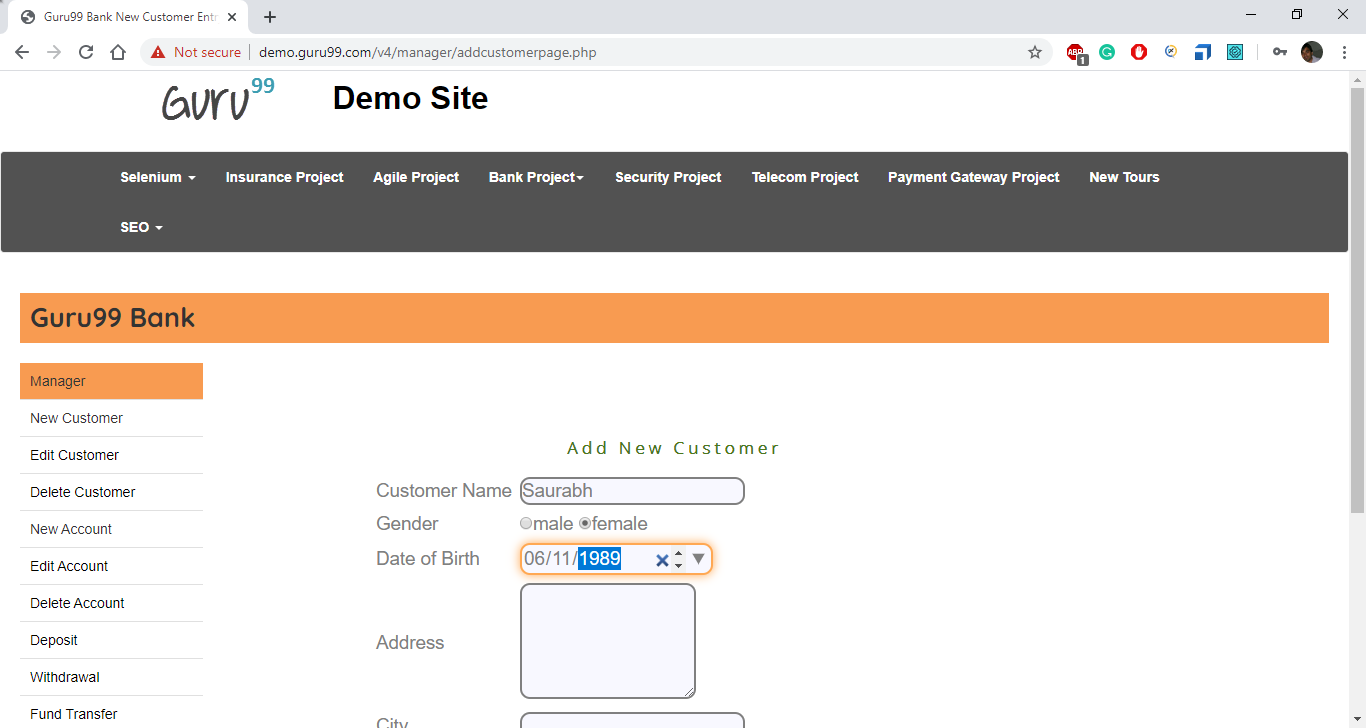 Guru99 Bank New Customer Entr
Not secure demo.guru99.com/v4/manager/addcustomerpage.php
ABP
1
Guru99 Demo Site
Selenium Insurance Project Agile Project Bank Project Security Project Telecom Project Payment Gateway Project New Tours
SEO
Guru99 Bank
Manager
New Customer
Edit Customer
Delete Customer
New Account
Edit Account
Delete Account
Deposit
Withdrawal
Fund Transfer
Add New Customer
Customer Name Saurabh
Gender male female
Date of Birth 06/11/1989
Address
City